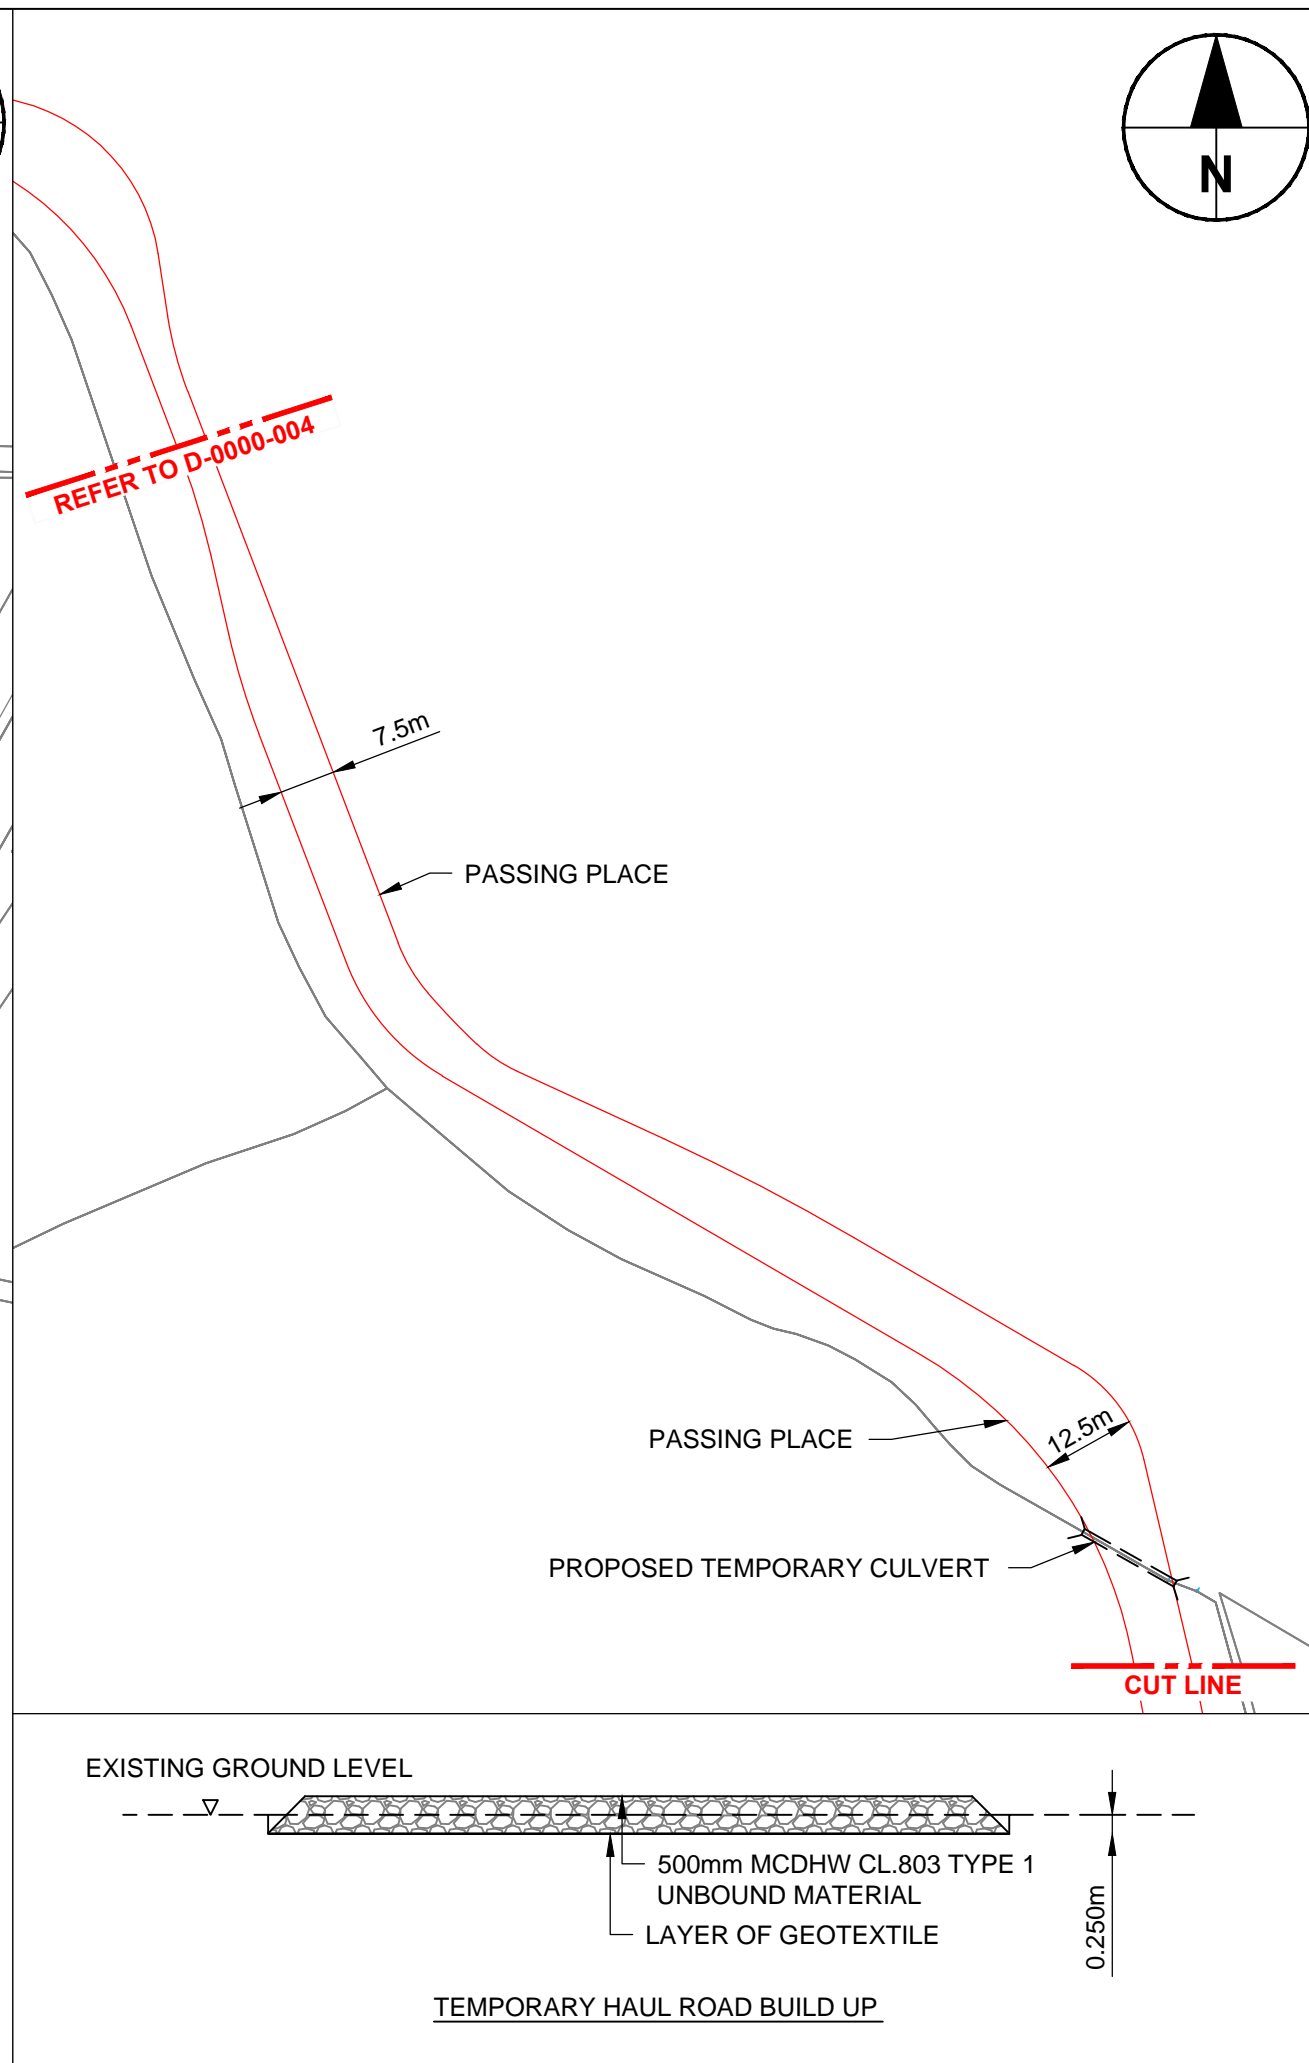 N
REFER TO D-0000-004
7.5m
PASSING PLACE
PASSING PLACE
12.5m
PROPOSED TEMPORARY CULVERT
CUT LINE
EXISTING GROUND LEVEL
500mm MCDHW CL.803 TYPE 1
UNBOUND MATERIAL
LAYER OF GEOTEXTILE
0.250m
TEMPORARY HAUL ROAD BUILD UP